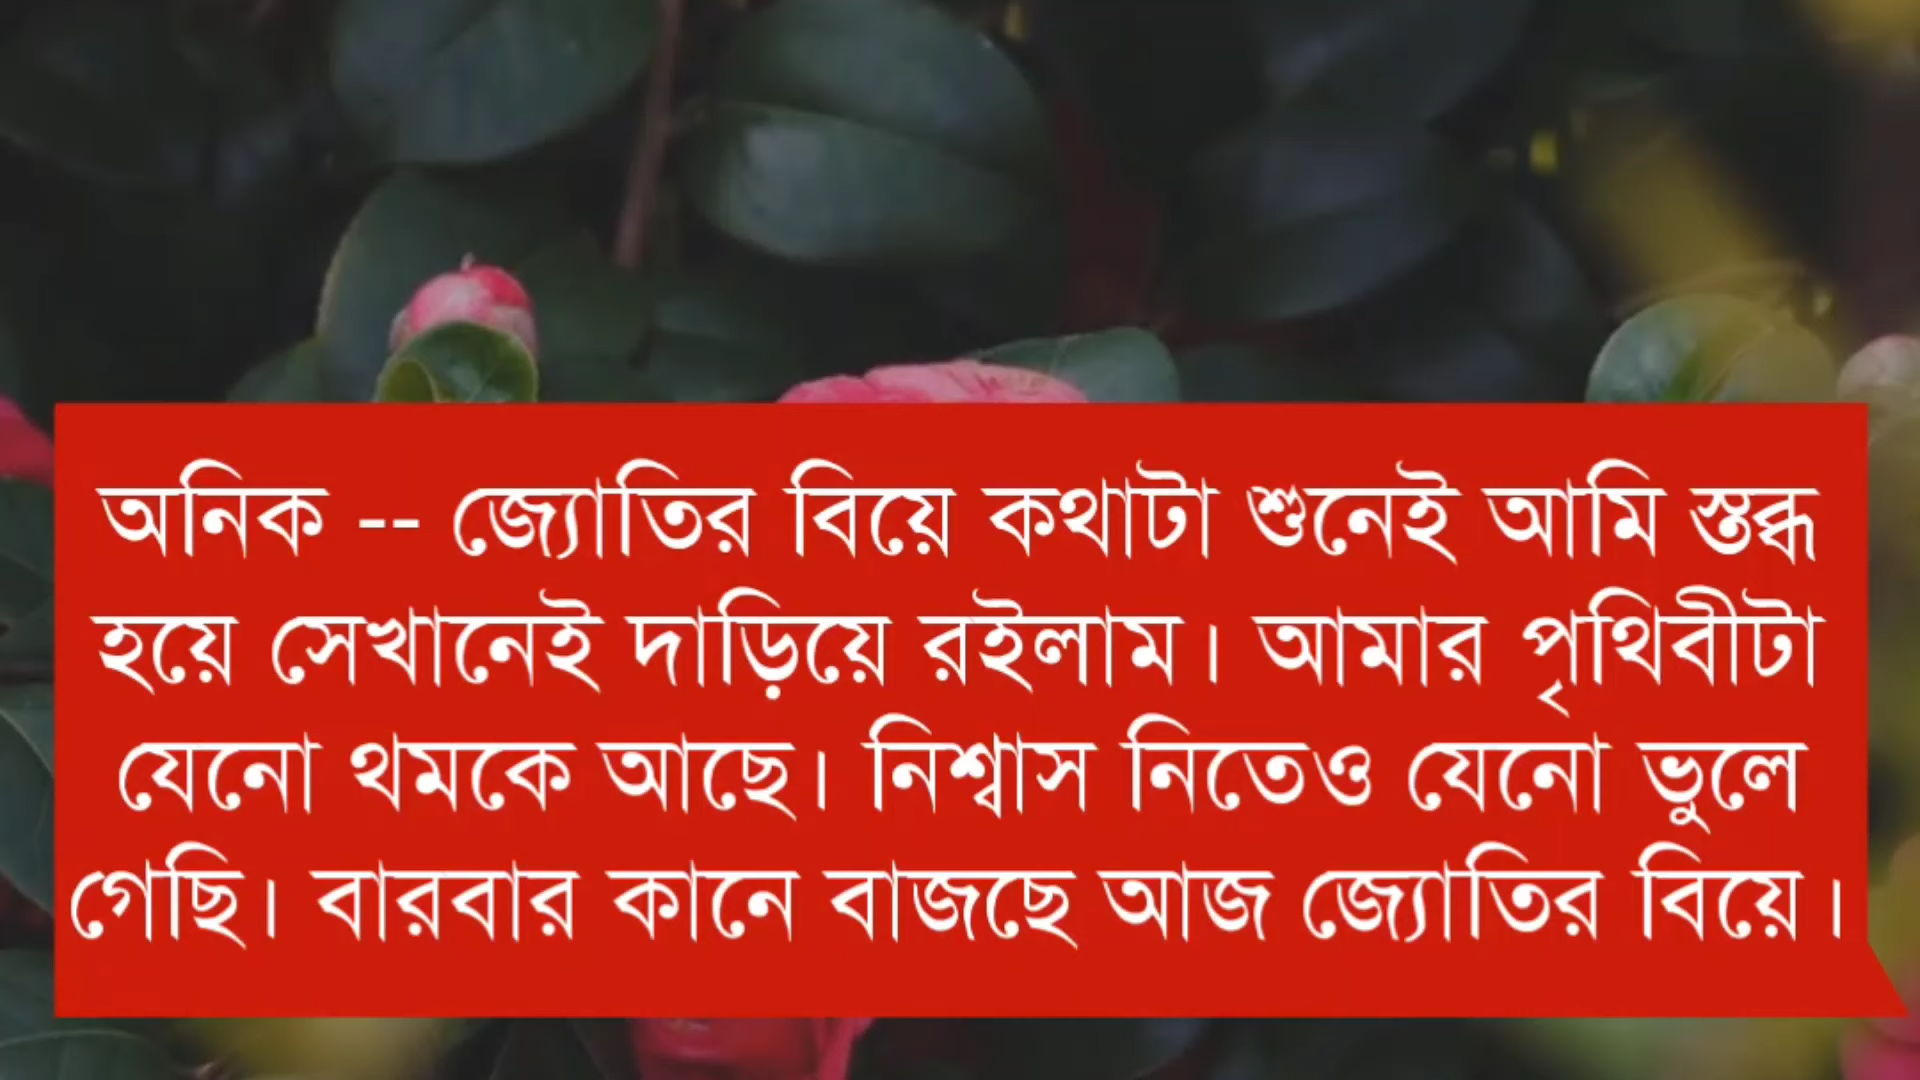 অনিক -- জ্যোতির বিয়ে কথাটা শুনেই আমি স্তব্ধ
হয়ে সেখানেই দাড়িয়ে রইলাম। আমার পৃথিবীটা
যেনো থমকে আছে। নিশ্বাস নিতেও যেনো ভুলে
গেছি। বারবার কানে বাজছে আজ জ্যোতির বিয়ে।